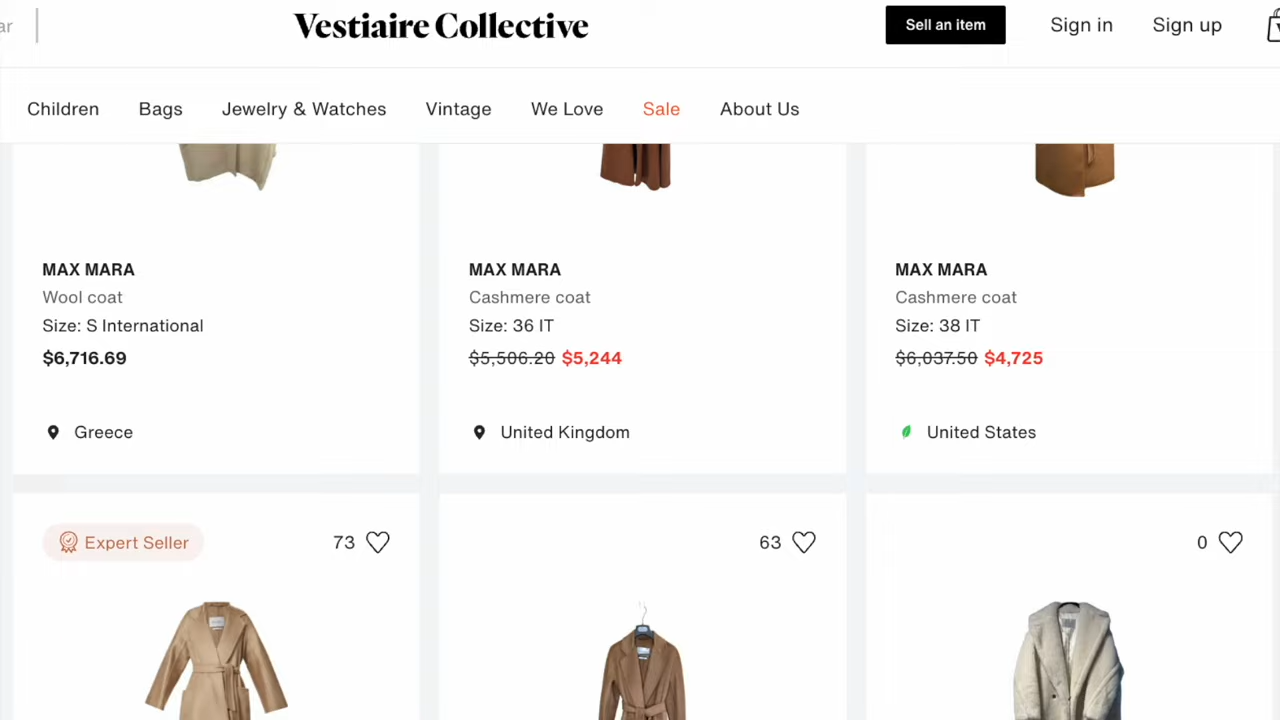 ar
Vestiaire Collective
Sell an item
Sign in
Sign up
Children
Bags
Jewelry & Watches
Vintage
We Love
Sale
About Us
MAX MARA
Wool coat
Size: S International
$6,716.69
Greece
MAX MARA
Cashmere coat
Size: 36 IT
$5,506.20 $5,244
United Kingdom
MAX MARA
Cashmere coat
Size: 38 IT
$6,037.50 $4,725
United States
Expert Seller
73
63
0